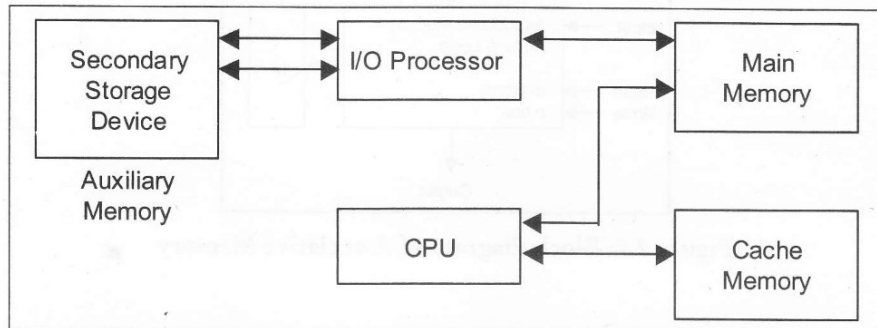 Secondary
Storage
Device
I/O Processor
Main
Memory
Auxiliary
Memory
CPU
Cache
Memory